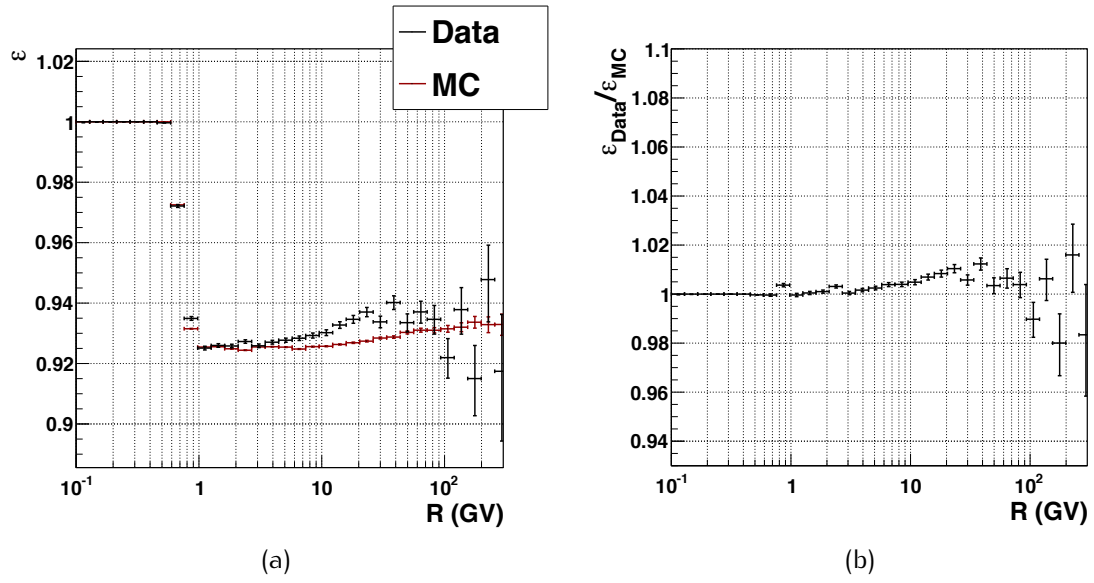 Data
MC
ε
1.02
1
0.98
0.96
0.94
0.92
0.9
10^-1 1 10 10^2
R (GV)
(a)
ε_Data/ε_MC
1.1
1.08
1.06
1.04
1.02
1
0.98
0.96
0.94
10^-1 1 10 10^2
R (GV)
(b)